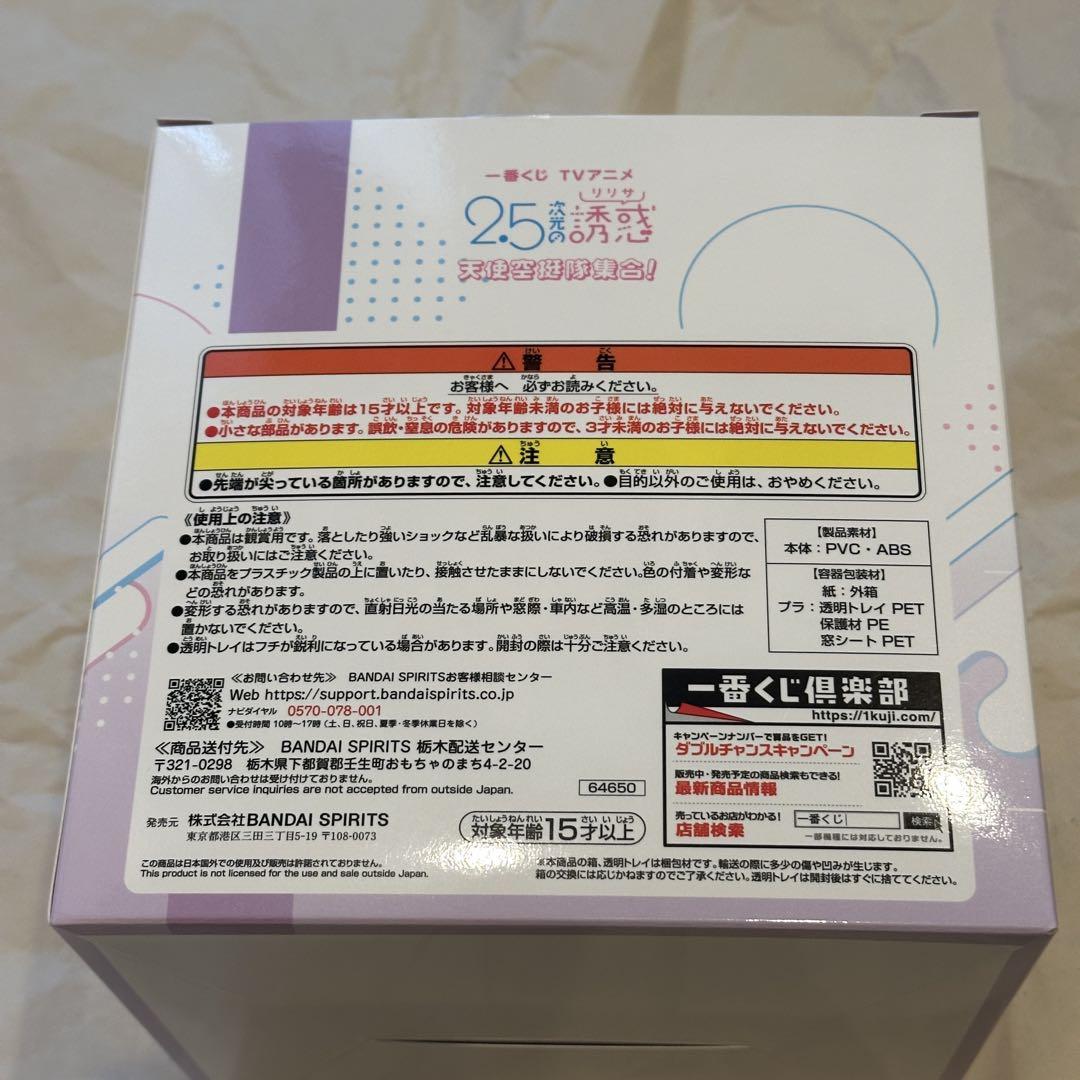 一番くじ TVアニメ
2.5次元の誘惑
リリサ
天使空挺隊集合!
⚠警告
お客様へ 必ずお読みください。
●本商品の対象年齢は15才以上です。対象年齢未満のお子様には絶対に与えないでください。
●小さな部品があります。誤飲・窒息の危険がありますので、3才未満のお子様には絶対に与えないでください。
⚠注意
●先端が尖っている箇所がありますので、注意してください。●目的以外のご使用は、おやめください。
《使用上の注意》
●本商品は観賞用です。落としたり強いショックなど乱暴な扱いにより破損する恐れがありますので、
お取り扱いにはご注意ください。
●本商品をプラスチック製品の上に置いたり、接触させたままにしないでください。色の付着や変形な
どの恐れがあります。
●変形する恐れがありますので、直射日光の当たる場所や窓際・車内など高温・多湿のところには
置かないでください。
●透明トレイはフチが鋭利になっている場合があります。開封の際は十分ご注意ください。
【製品素材】
本体：PVC・ABS
【容器包装材】
紙：外箱
プラ：透明トレイ PET
保護材 PE
窓シート PET
≪お問い合わせ先≫ BANDAI SPIRITSお客様相談センター
Web https://support.bandaispirits.co.jp
ナビダイヤル 0570-078-001
●受付時間 10時～17時(土、日、祝日、夏季・冬季休業日を除く)
≪商品送付先≫ BANDAI SPIRITS 栃木配送センター
〒321-0298 栃木県下都賀郡壬生町おもちゃのまち4-2-20
海外からのお問い合わせは受け付けておりません。
Customer service inquiries are not accepted from outside Japan.
64650
発売元 株式会社BANDAI SPIRITS
東京都港区三田三丁目5-19 〒108-0073
対象年齢15才以上
一番くじ倶楽部
https://1kuji.com/
キャンペーンナンバーで賞品をGET!
ダブルチャンスキャンペーン
販売中・発売予定の商品検索もできる!
最新商品情報
売っているお店がわかる!
店舗検索
一番くじ 検索
一部機種には対応しておりません。
この商品は日本国外での使用及び販売は許諾されておりません。
This product is not licensed for the use and sale outside Japan.
※本商品の箱、透明トレイは梱包材です。輸送の際に多少の傷や凹みが生じます。
箱の交換には応じかねますのでご了承ください。透明トレイは開封後はすぐに捨ててください。